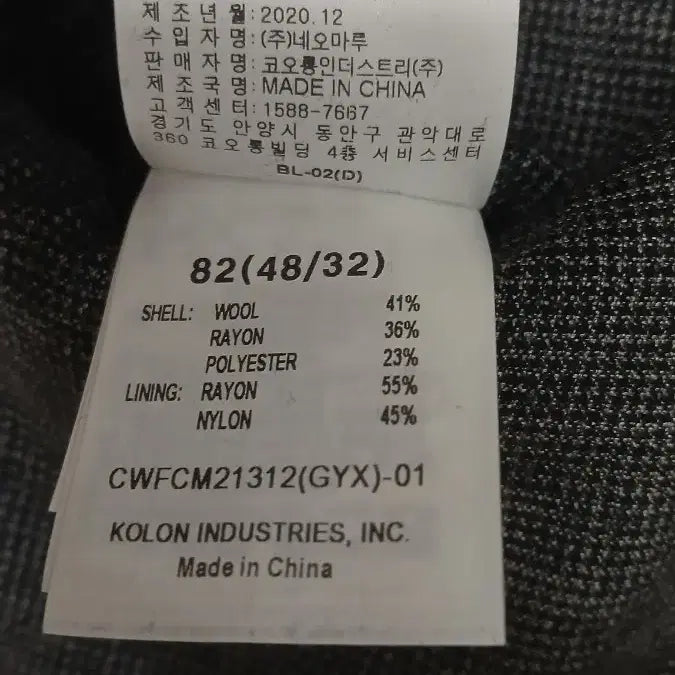 제조년월: 2020.12
수입자명: (주)네오마루
판매자명: 코오롱인더스트리(주)
제조국명: MADE IN CHINA
고객센터: 1588-7667
경기도 안양시 동안구 관악대로
360 코오롱빌딩 4층 서비스센터
BL-02(D)
82(48/32)
SHELL: WOOL 41%
RAYON 36%
POLYESTER 23%
LINING: RAYON 55%
NYLON 45%
CWFCM21312(GYX)-01
KOLON INDUSTRIES, INC.
Made in China